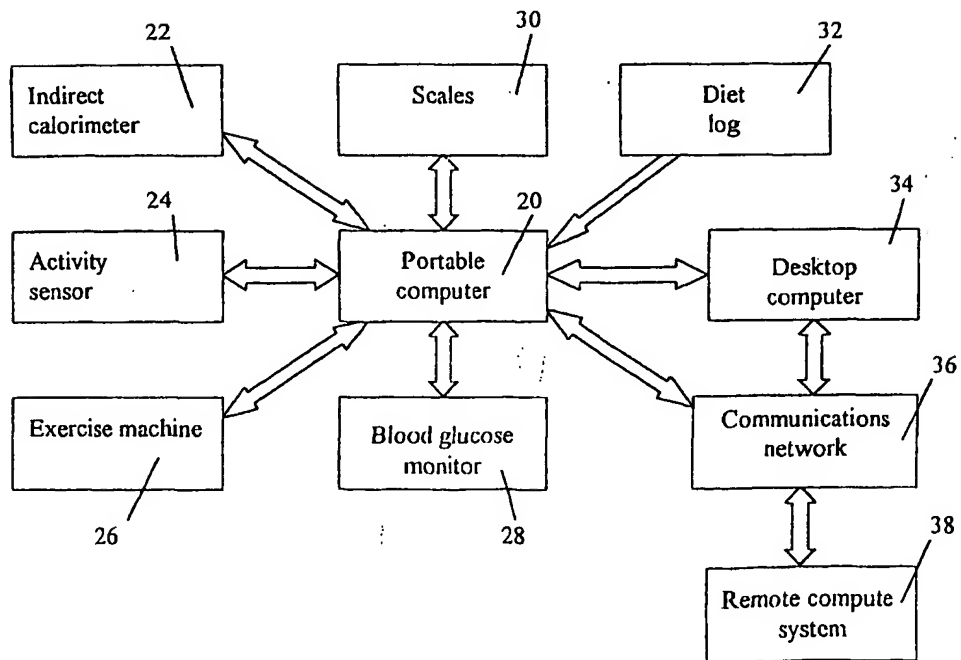 22
30
32
Indirect
calorimeter
Scales
Diet
log
24
20
34
Activity
sensor
Portable
computer
Desktop
computer
36
Exercise machine
Blood glucose
monitor
Communications
network
26
28
38
Remote compute
system